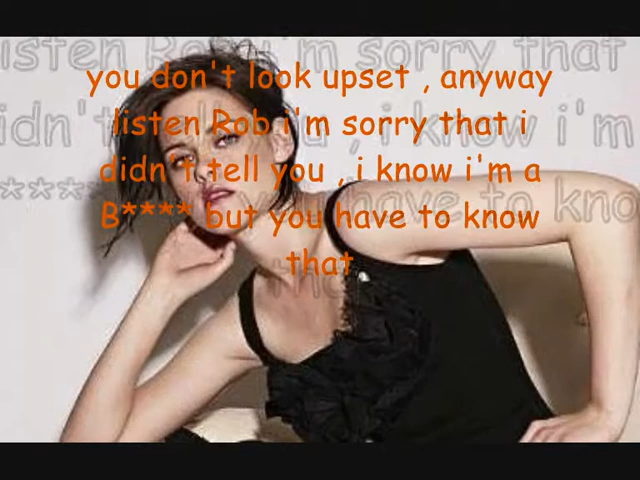 you don't look upset , anyway
listen Rob i'm sorry that i
didn't tell you , i know i'm a
B**** but you have to know
that